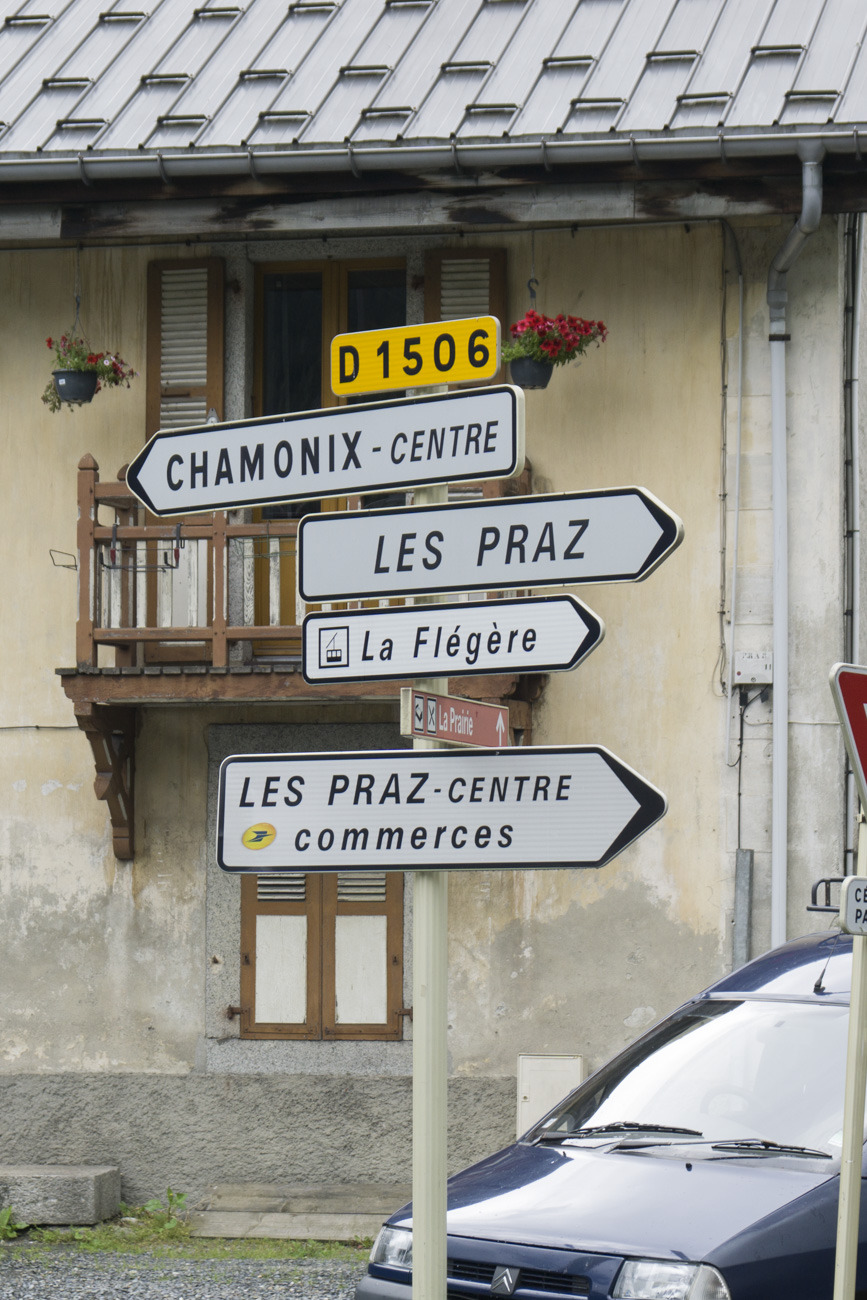 D 1506
CHAMONIX - CENTRE
LES PRAZ
La Flégère
La Prairie
LES PRAZ - CENTRE
commerces